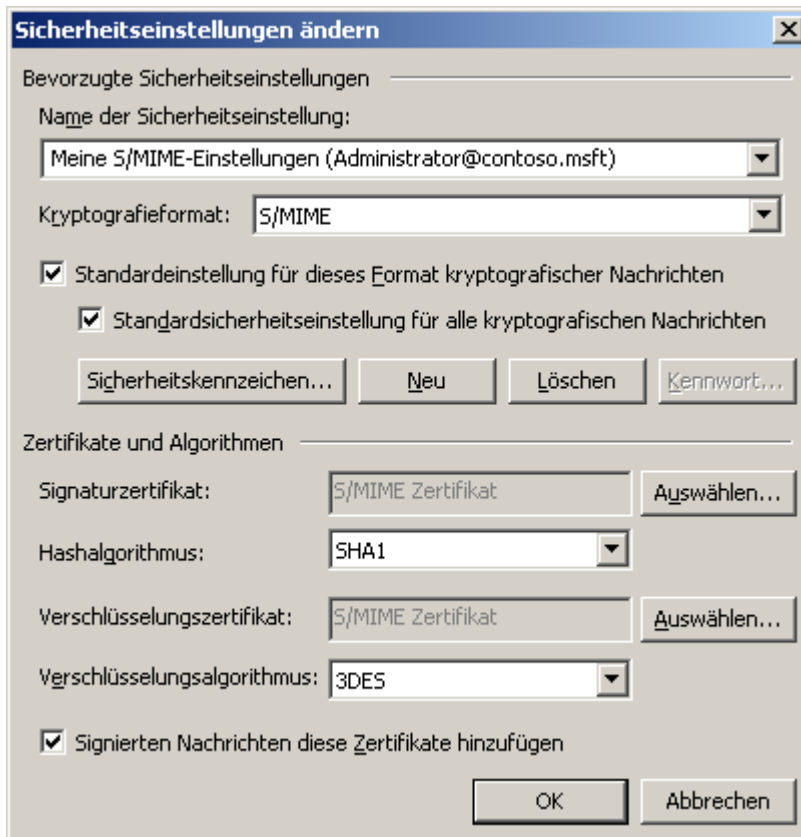 Sicherheitseinstellungen ändern
Bevorzugte Sicherheitseinstellungen
Name der Sicherheitseinstellung:
Meine S/MIME-Einstellungen (Administrator@contoso.msft)
Kryptografieformat: S/MIME
Standardeinstellung für dieses Format kryptografischer Nachrichten
Standardsicherheitseinstellung für alle kryptografischen Nachrichten
Sicherheitskennzeichen... Neu Löschen Kennwort...
Zertifikate und Algorithmen
Signaturzertifikat: S/MIME Zertifikat Auswählen...
Hashalgorithmus: SHA1
Verschlüsselungszertifikat: S/MIME Zertifikat Auswählen...
Verschlüsselungsalgorithmus: 3DES
Signierten Nachrichten diese Zertifikate hinzufügen
OK Abbrechen